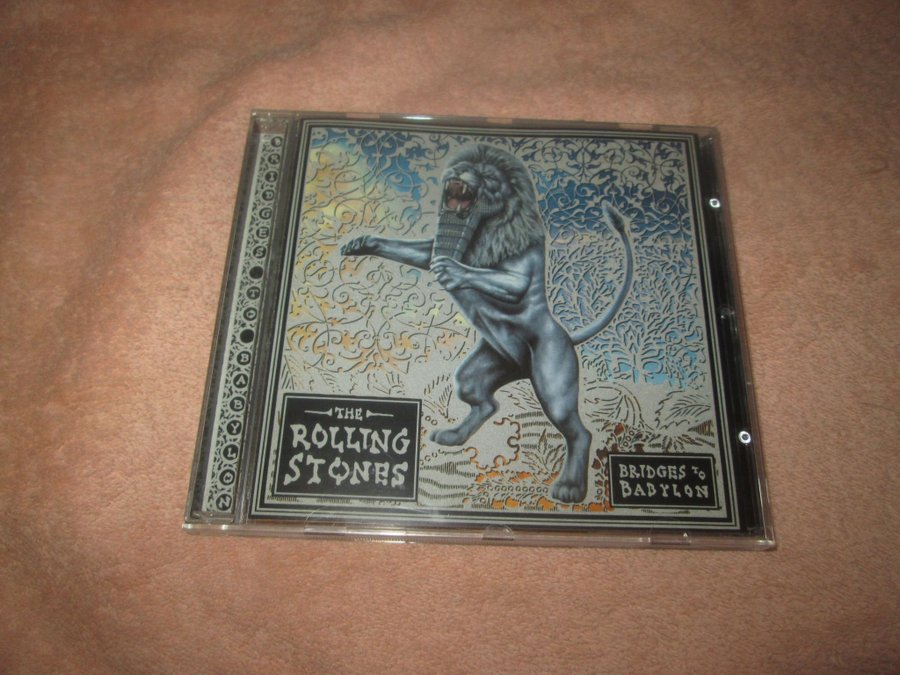 BRIDGES • TO • BABYLON
THE
ROLLING
STONES
BRIDGES TO
BABYLON